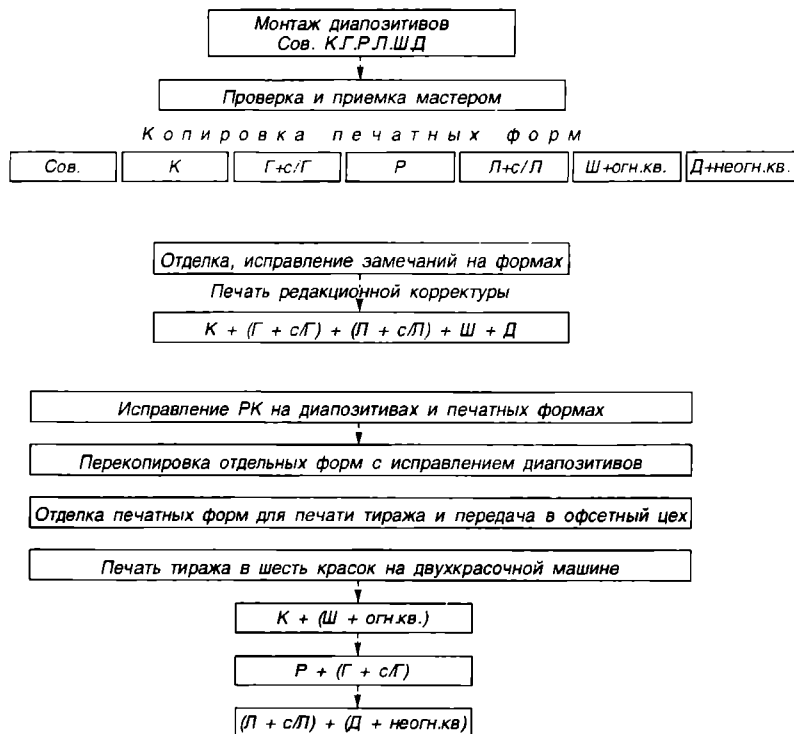 Монтаж диапозитивов
Сов. К.Г.Р.Л.Ш.Д
Проверка и приемка мастером
Копировка печатных форм
Сов. К Г+с/Г Р Л+с/Л Ш+огн.кв. Д+неогн.кв.
Отделка, исправление замечаний на формах
Печать редакционной корректуры
К + (Г + с/Г) + (Л + с/Л) + Ш + Д
Исправление РК на диапозитивах и печатных формах
Перекопировка отдельных форм с исправлением диапозитивов
Отделка печатных форм для печати тиража и передача в офсетный цех
Печать тиража в шесть красок на двухкрасочной машине
К + (Ш + огн.кв.)
Р + (Г + с/Г)
(Л + с/Л) + (Д + неогн.кв)